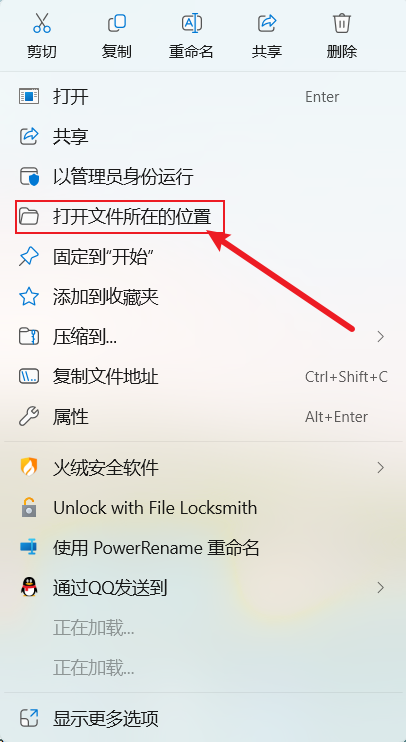 剪切 复制 重命名 共享 删除
打开 Enter
共享
以管理员身份运行
打开文件所在的位置
固定到“开始”
添加到收藏夹
压缩到...
复制文件地址 Ctrl+Shift+C
属性 Alt+Enter
火绒安全软件
Unlock with File Locksmith
使用 PowerRename 重命名
通过QQ发送到
正在加载...
正在加载...
显示更多选项